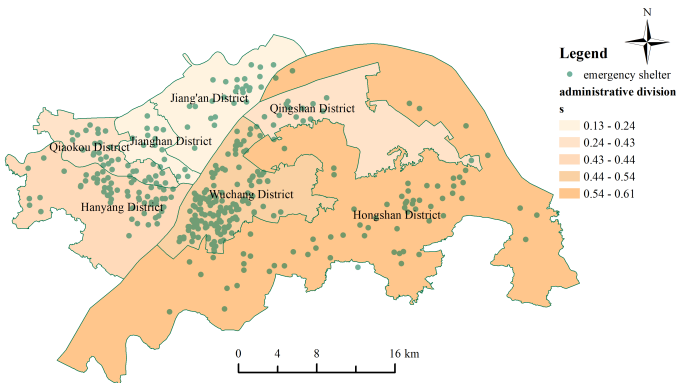 N
Legend
emergency shelter
administrative division
s
0.13 - 0.24
0.24 - 0.43
0.43 - 0.44
0.44 - 0.54
0.54 - 0.61
Jiang'an District
Qingshan District
Jianghan District
Qiaokou District
Wuchang District
Hanyang District
Hongshan District
0 4 8 16 km